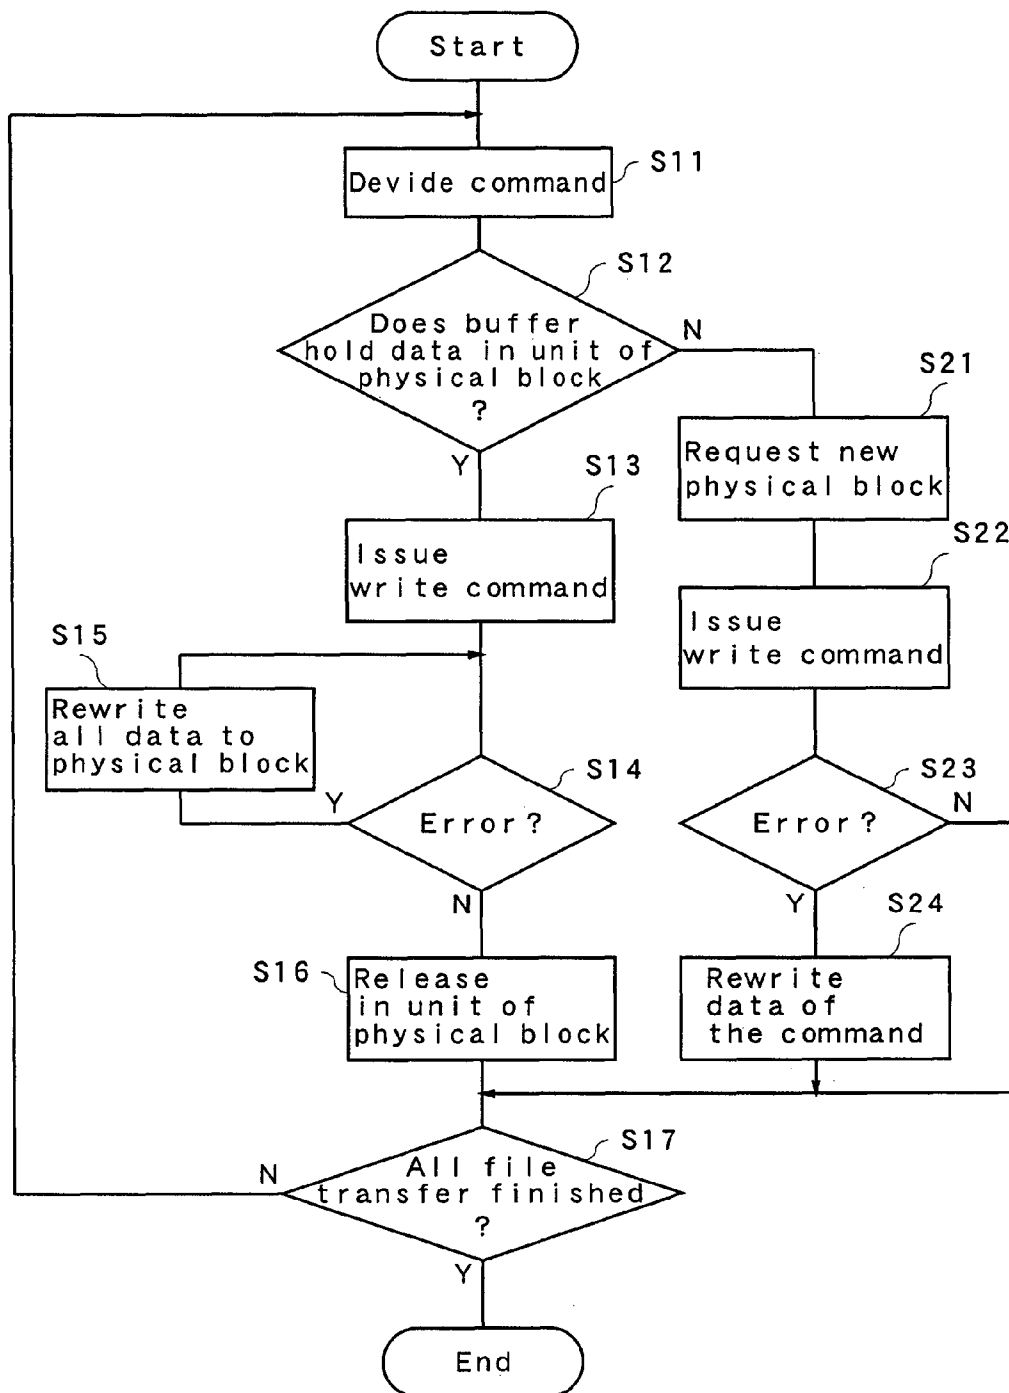 Start
S11
Devide command
S12
Does buffer
hold data in unit of
physical block
?
N
Y
S21
Request new
physical block
S13
Issue
write command
S22
Issue
write command
S15
Rewrite
all data to
physical block
S14
Error?
Y
N
S23
Error?
N
Y
S16
Release
in unit of
physical block
S24
Rewrite
data of
the command
S17
All file
transfer finished
?
N
Y
End